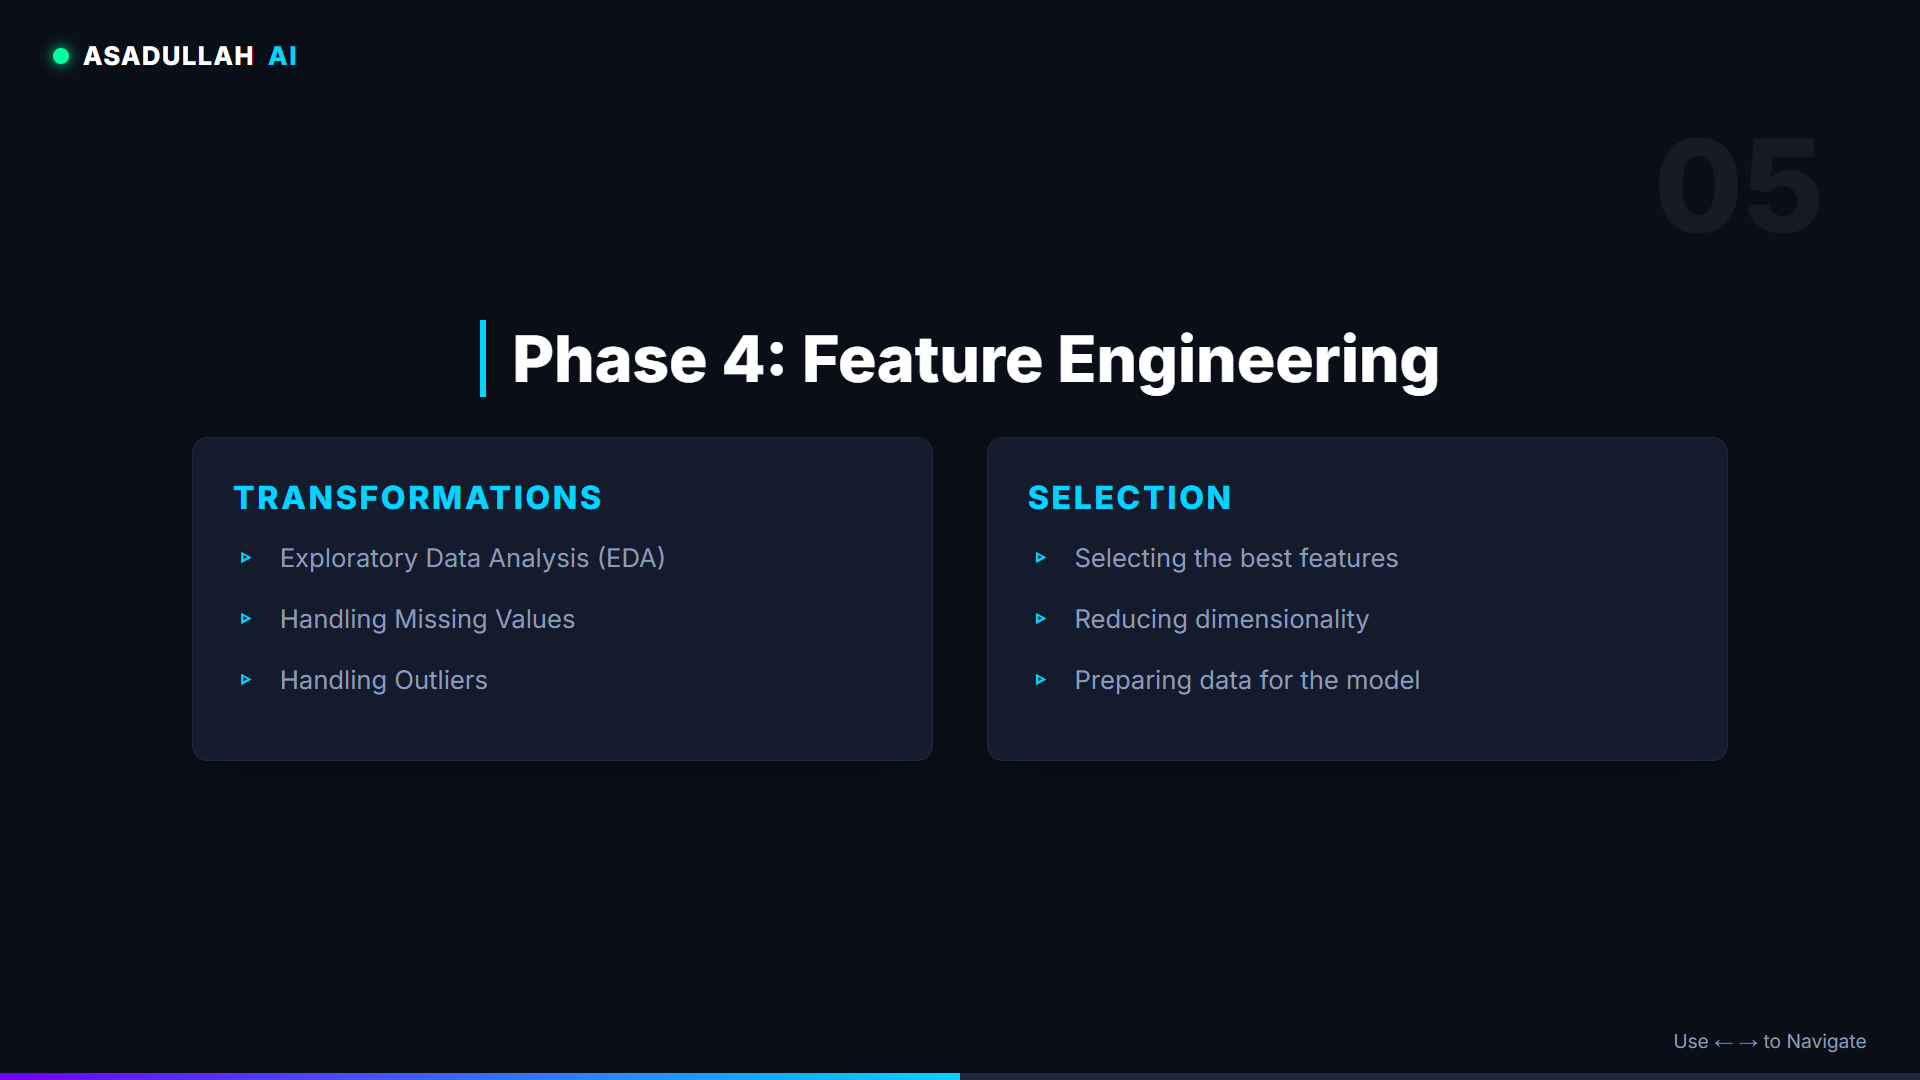 ASADULLAH AI
05
Phase 4: Feature Engineering
TRANSFORMATIONS
Exploratory Data Analysis (EDA)
Handling Missing Values
Handling Outliers
SELECTION
Selecting the best features
Reducing dimensionality
Preparing data for the model
Use ← → to Navigate